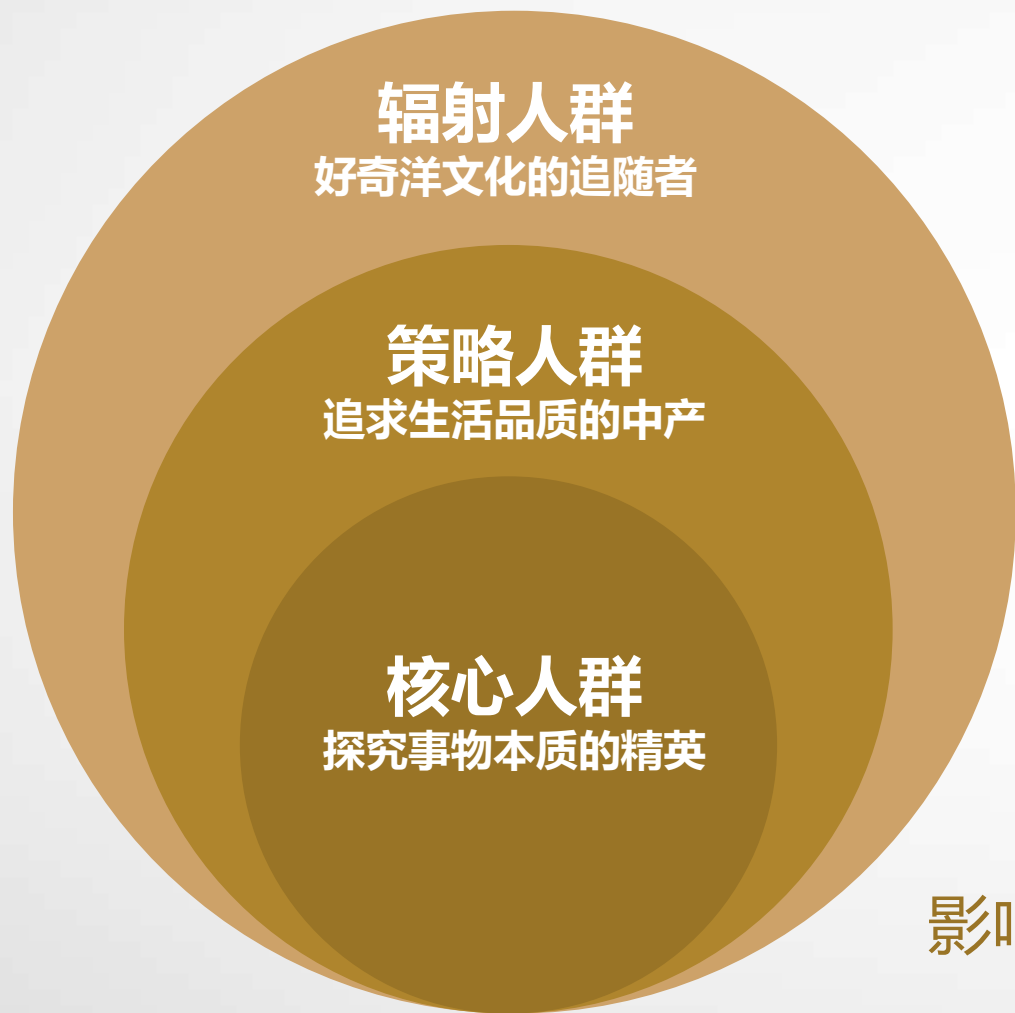 辐射人群
好奇洋文化的追随者
策略人群
追求生活品质的中产
核心人群
探究事物本质的精英
影